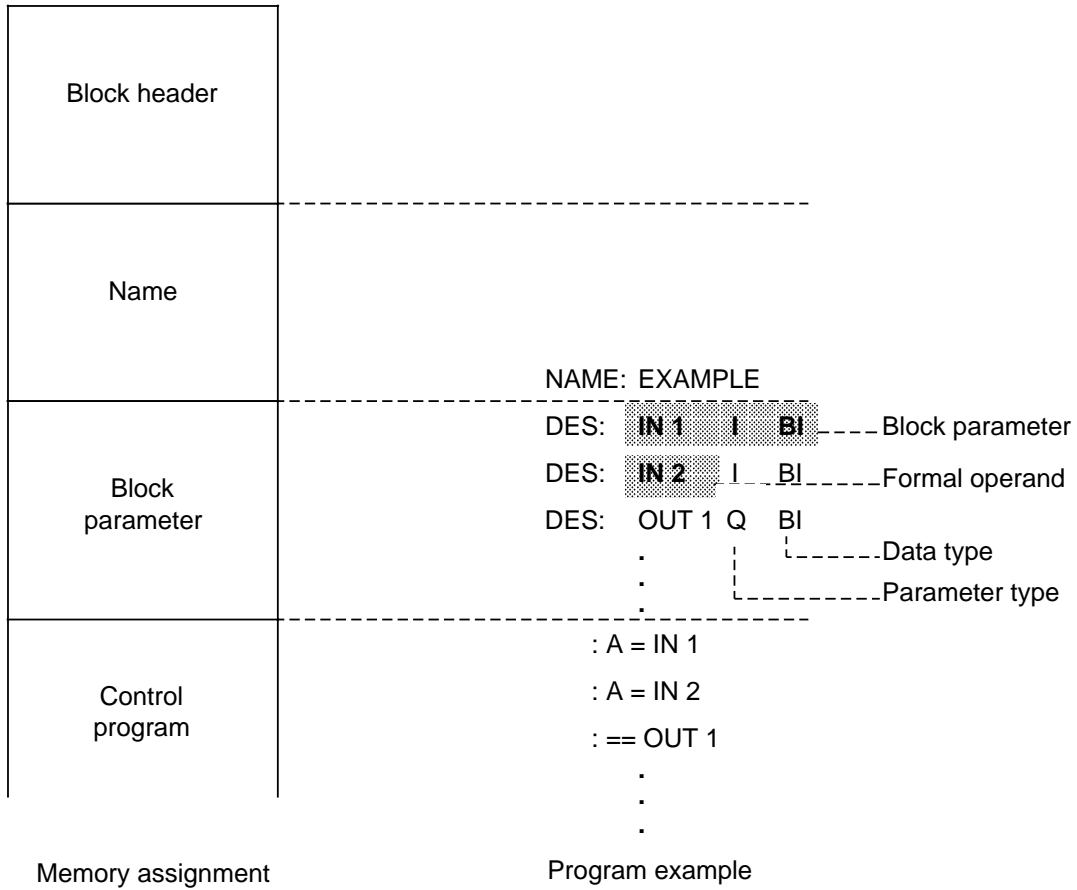 Block header
Name
NAME: EXAMPLE
DES: IN 1 I BI Block parameter
DES: IN 2 I BI Formal operand
Block
parameter
DES: OUT 1 Q BI
Data type
.
.
.
Parameter type
: A = IN 1
Control
program
: A = IN 2
: == OUT 1
.
.
.
Memory assignment
Program example